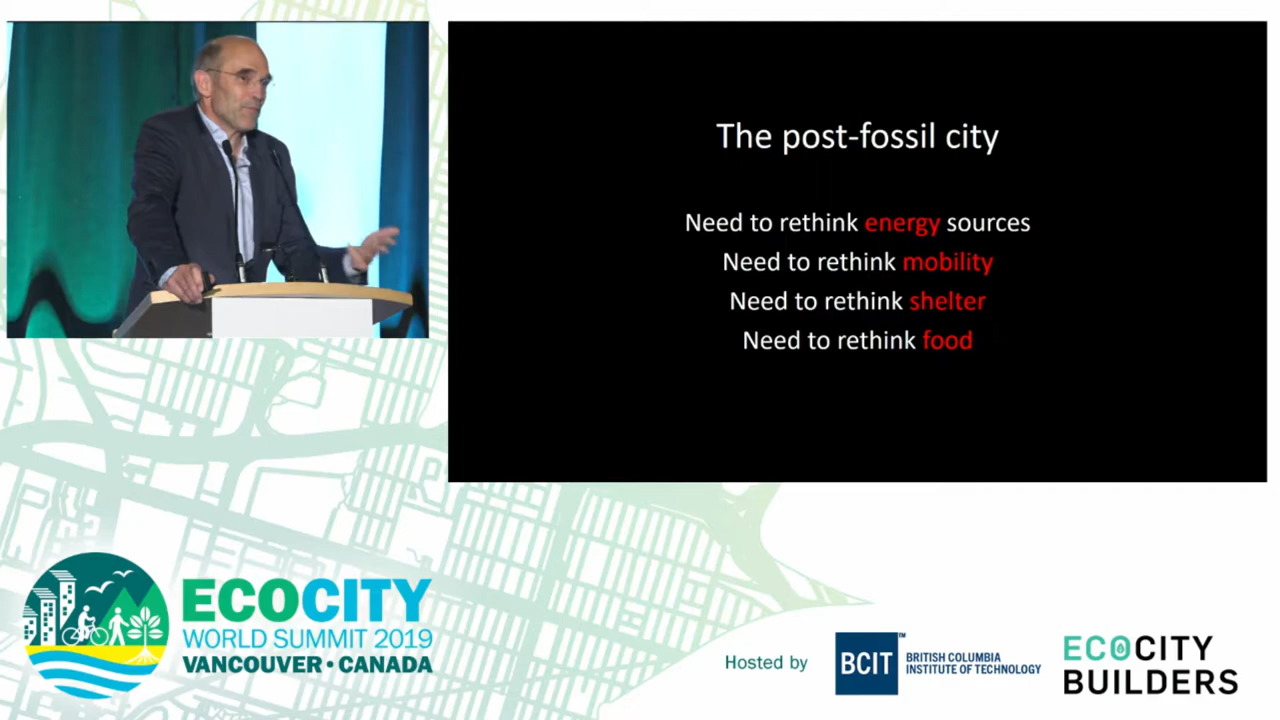 The post-fossil city
Need to rethink energy sources
Need to rethink mobility
Need to rethink shelter
Need to rethink food
ECOCITY
WORLD SUMMIT 2019
VANCOUVER • CANADA
Hosted by
BCIT™
BRITISH COLUMBIA
INSTITUTE OF TECHNOLOGY
ECOCITY
BUILDERS